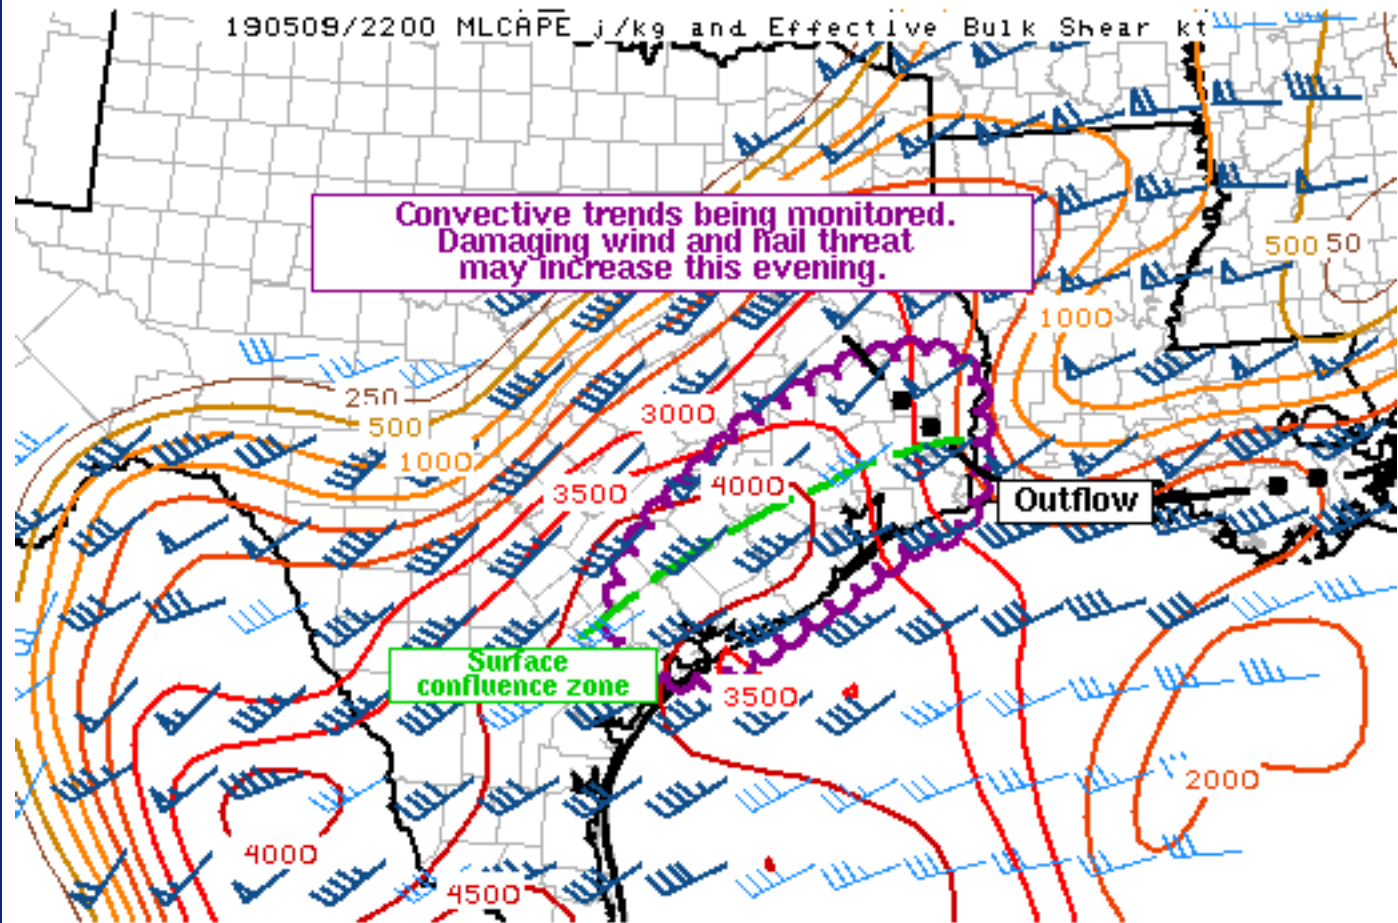 190509/2200 MLCAPE j/kg and Effective Bulk Shear kt
Convective trends being monitored.
Damaging wind and hail threat
may increase this evening.
500 50
1000
250
500
1000
3000
3500
4000
Outflow
Surface
confluence zone
3500
2000
4000
4500